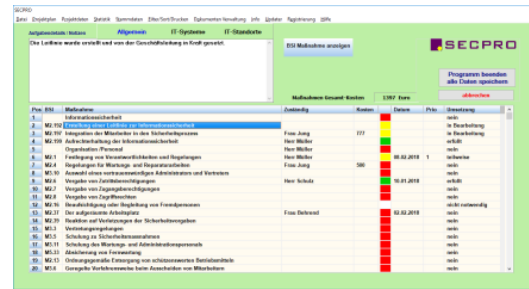 SECPRO
Datei Projektplan Projektdaten Statistik Stammdaten Filter/Sort/Drucken Dokumenten-Verwaltung Info Updates Registrierung Hilfe
Aufgabendetails / Notizen Allgemein IT-Systeme IT-Standorte
Die Leitlinie wurde erstellt und von der Geschäftsleitung in Kraft gesetzt.
BSI Maßnahme anzeigen
SECPRO
Programm beenden
alle Daten speichern
abbrechen
Maßnahmen Gesamt-Kosten 1397 Euro
Pos BSI Maßnahme Zuständig Kosten Datum Prio Umsetzung
1 Informationssicherheit nein
2 M2.192 Erstellung einer Leitlinie zur Informationssicherheit in Bearbeitung
3 M2.197 Integration der Mitarbeiter in den Sicherheitsprozess Frau Jung 777 in Bearbeitung
4 M2.199 Aufrechterhaltung der Informationssicherheit Herr Müller erfüllt
5 Organisation /Personal Herr Müller nein
6 M2.1 Festlegung von Verantwortlichkeiten und Regelungen Herr Müller 08.02.2018 1 teilweise
7 M2.4 Regelungen für Wartungs- und Reparaturarbeiten Frau Jung 500 nein
8 M3.10 Auswahl eines vertrauenswürdigen Administrators und Vertreters nein
9 M2.6 Vergabe von Zutrittsberechtigungen Herr Schulz 10.01.2018 erfüllt
10 M2.7 Vergabe von Zugangsberechtigungen nein
11 M2.8 Vergabe von Zugriffsrechten nein
12 M2.16 Beaufsichtigung oder Begleitung von Fremdpersonen nicht notwendig
13 M2.37 Der aufgeräumte Arbeitsplatz Frau Behrend 03.02.2018 nein
14 M2.39 Reaktion auf Verletzungen der Sicherheitsvorgaben nein
15 M3.3 Vertretungsregelungen nein
16 M3.5 Schulung zu Sicherheitsmaßnahmen nein
17 M3.11 Schulung des Wartungs- und Administrationspersonals nein
18 M5.33 Absicherung von Fernwartung nein
19 M2.13 Ordnungsgemäße Entsorgung von schützenswerten Betriebsmitteln nein
20 M3.6 Geregelte Verfahrensweise beim Ausscheiden von Mitarbeitern nein